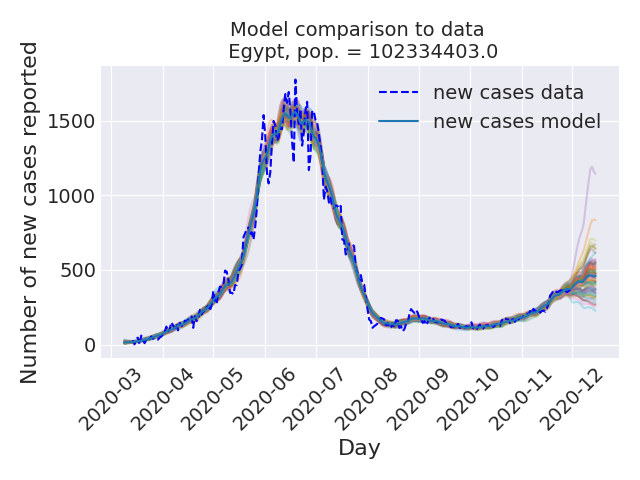 Model comparison to data
Egypt, pop. = 102334403.0
new cases data
new cases model
Number of new cases reported
1500
1000
500
0
2020-03
2020-04
2020-05
2020-06
2020-07
2020-08
2020-09
2020-10
2020-11
2020-12
Day